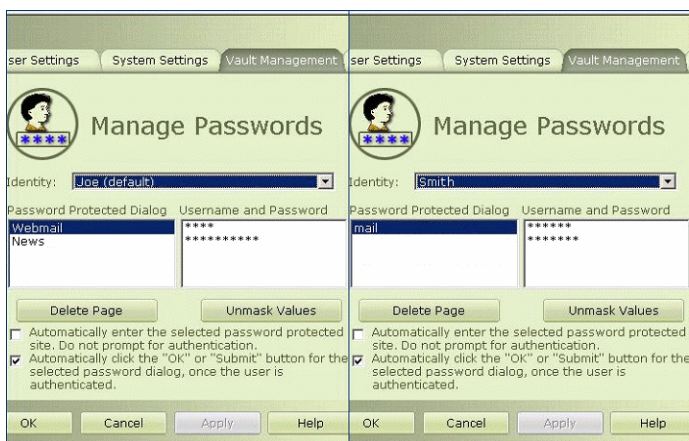 ser Settings System Settings Vault Management
****
Manage Passwords
Identity: Joe (default)
Password Protected Dialog Username and Password
Webmail ****
News **********
Delete Page Unmask Values
Automatically enter the selected password protected
site. Do not prompt for authentication.
Automatically click the "OK" or "Submit" button for the
selected password dialog, once the user is
authenticated.
OK Cancel Apply Help
ser Settings System Settings Vault Management
****
Manage Passwords
Identity: Smith
Password Protected Dialog Username and Password
mail ******
*******
Delete Page Unmask Values
Automatically enter the selected password protected
site. Do not prompt for authentication.
Automatically click the "OK" or "Submit" button for the
selected password dialog, once the user is
authenticated.
OK Cancel Apply Help